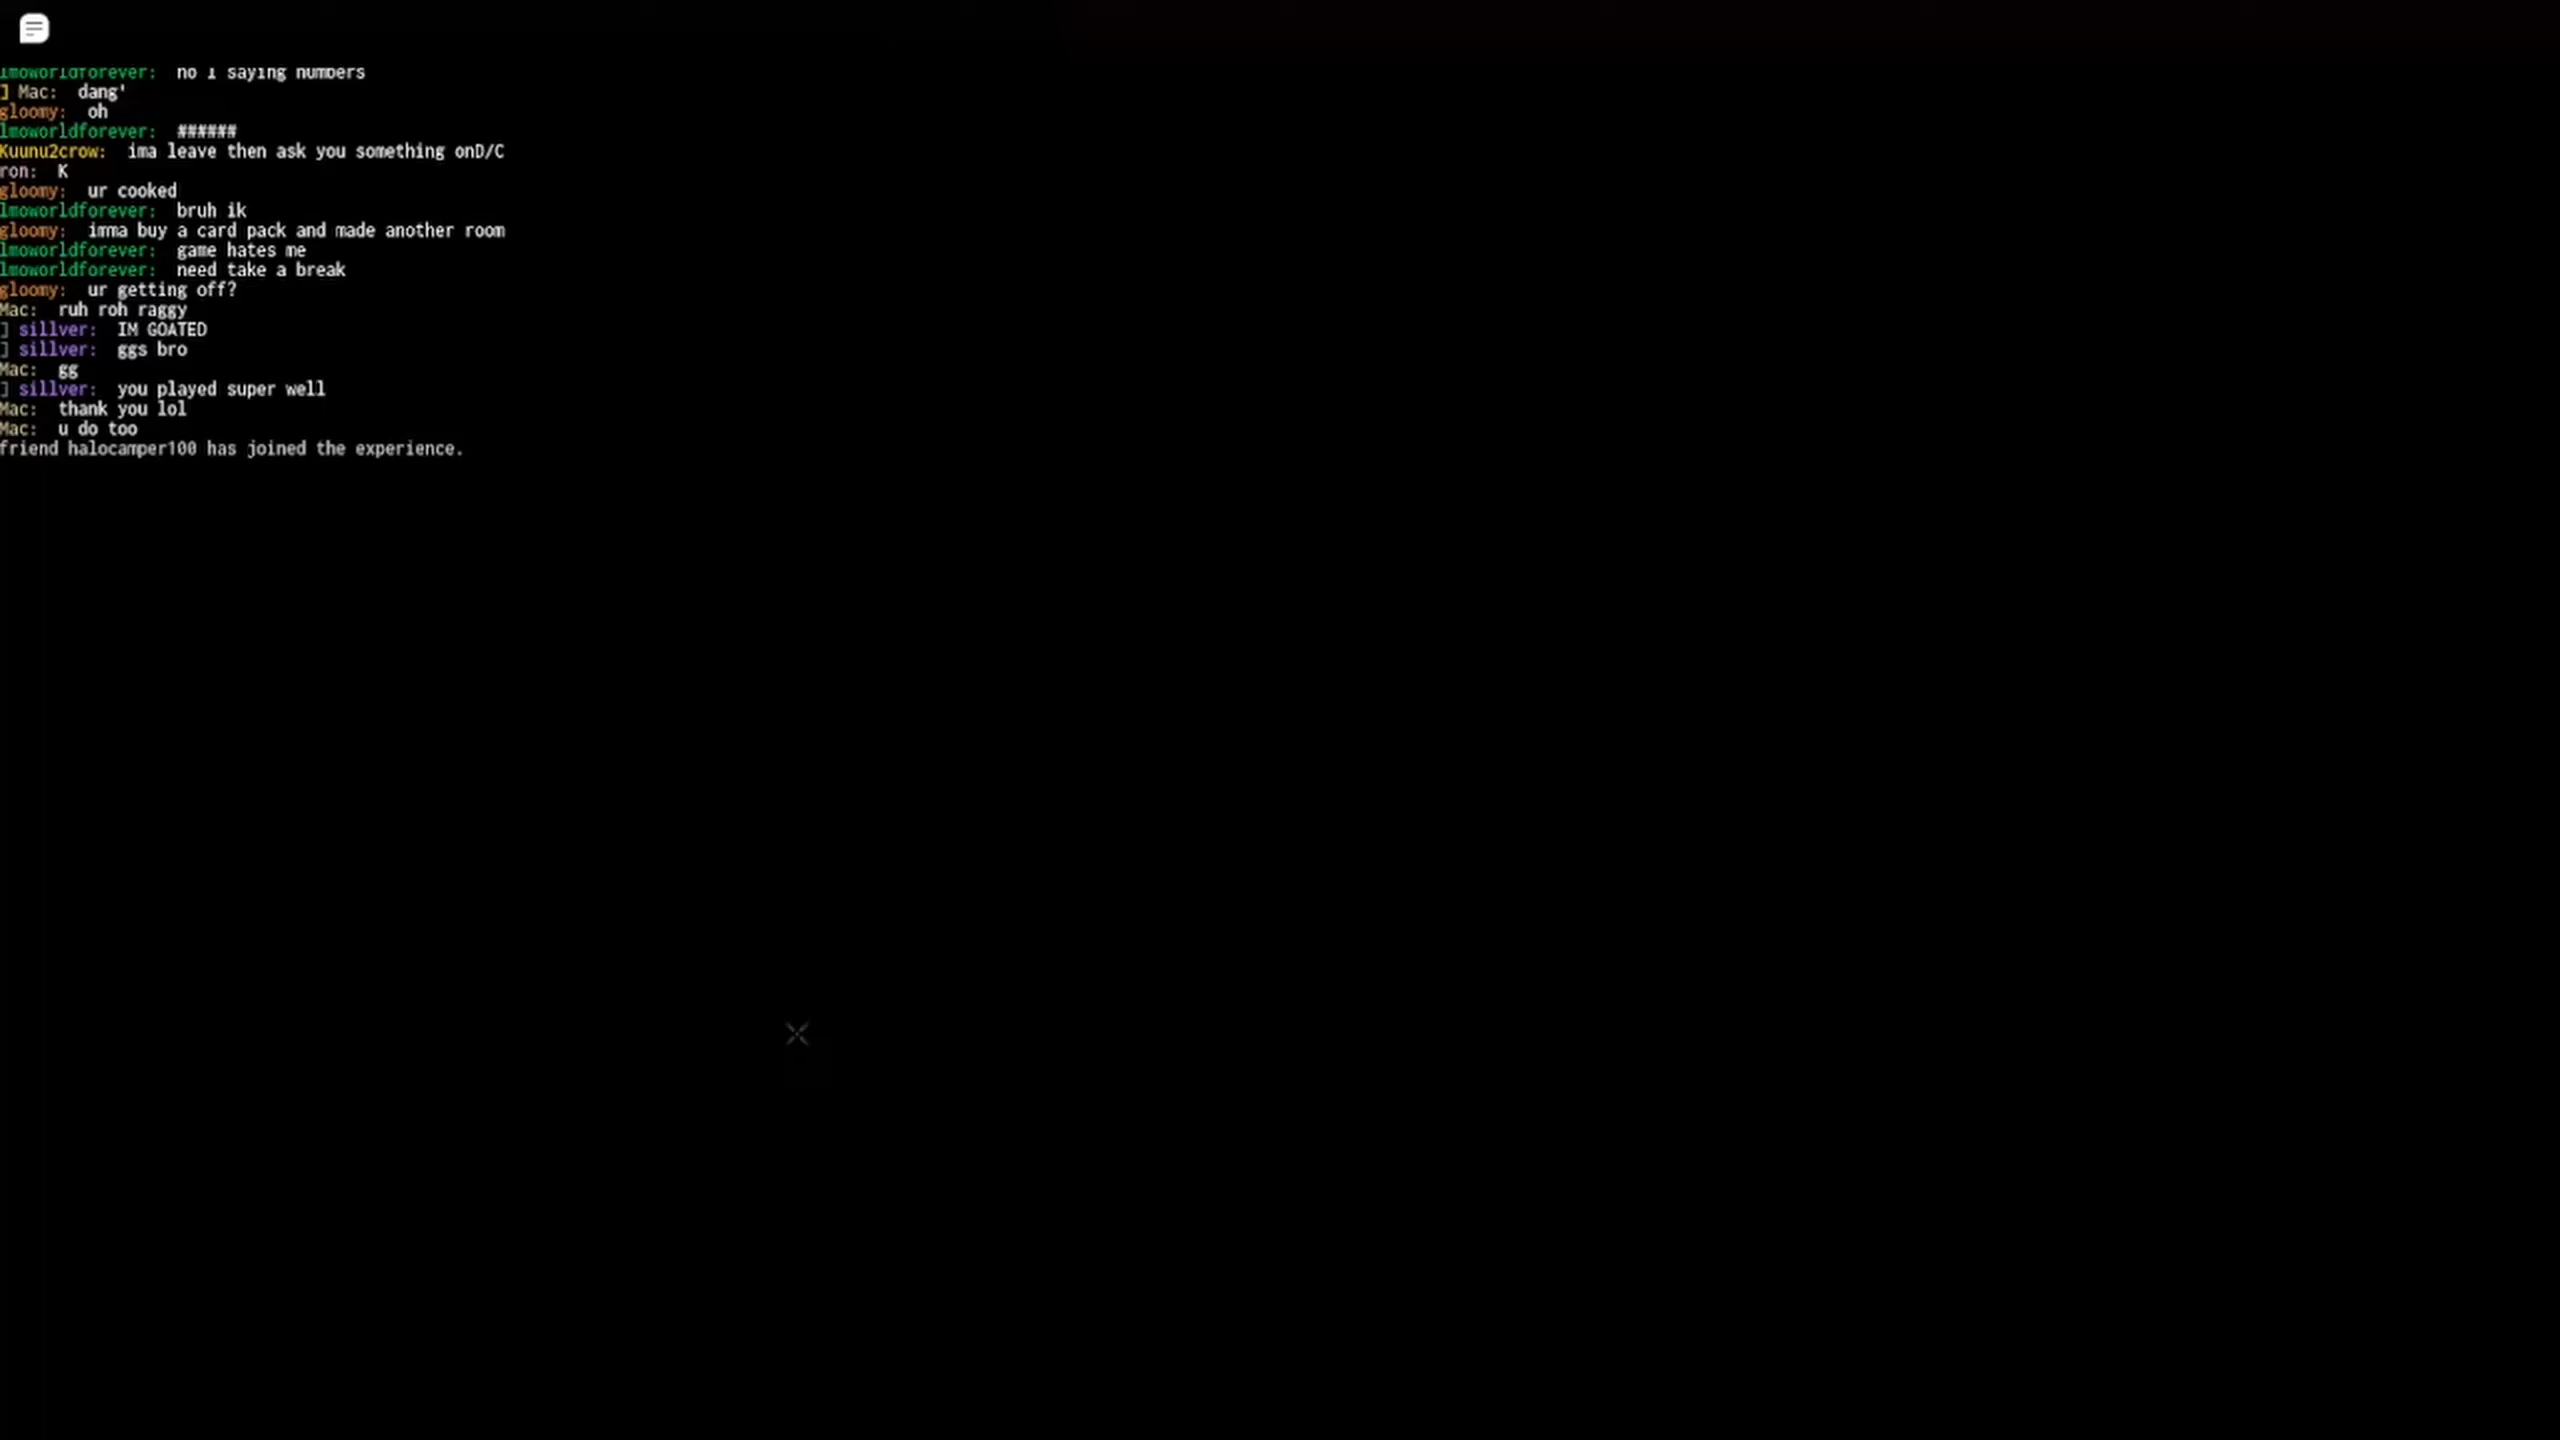 lmoworldforever: no I saying numbers
] Mac: dang'
gloomy: oh
lmoworldforever: ######
Kuunu2crow: ima leave then ask you something onD/C
ron: K
gloomy: ur cooked
lmoworldforever: bruh ik
gloomy: imma buy a card pack and made another room
lmoworldforever: game hates me
lmoworldforever: need take a break
gloomy: ur getting off?
Mac: ruh roh raggy
] sillver: IM GOATED
] sillver: ggs bro
Mac: gg
] sillver: you played super well
Mac: thank you lol
Mac: u do too
friend halocamper100 has joined the experience.